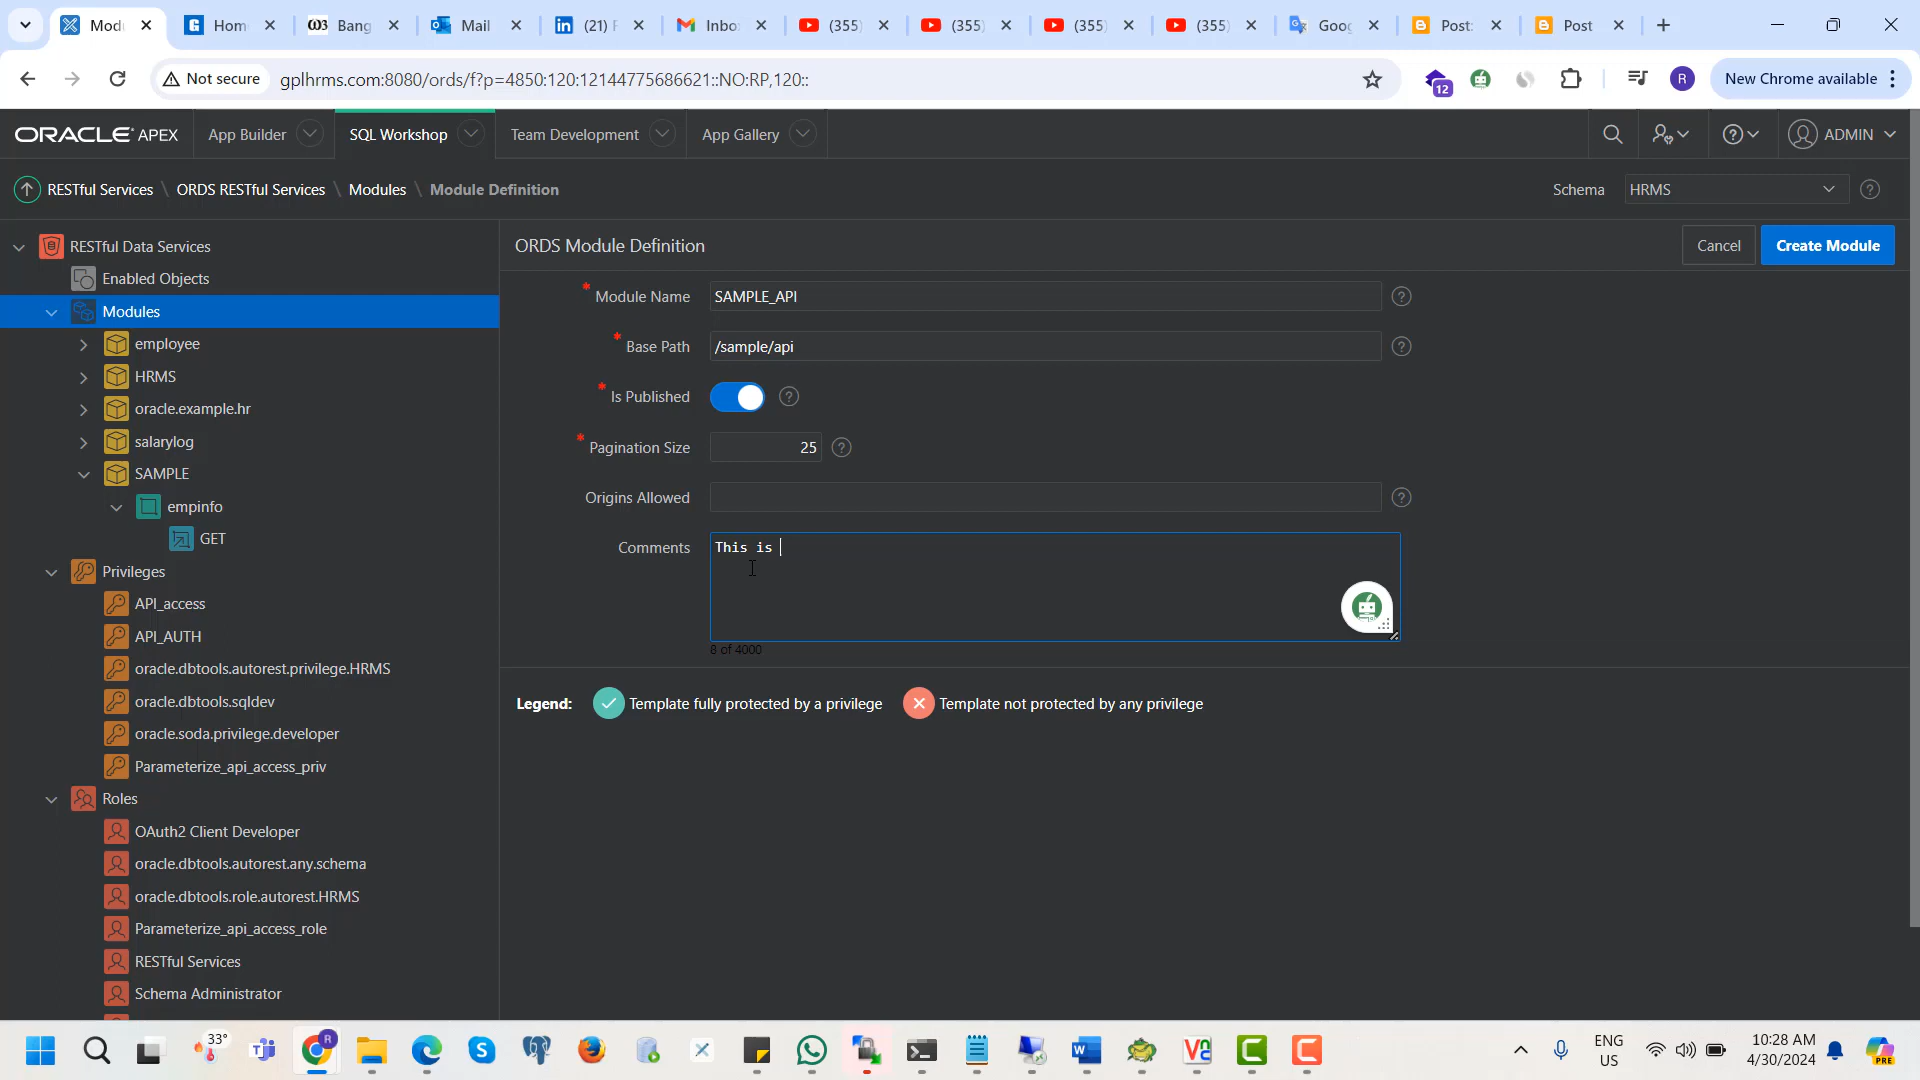 Modu
Home
Bang
Mail
(21) F
Inbo
(355)
(355)
(355)
(355)
Goog
Post:
Post
Not secure
gplhrms.com:8080/ords/f?p=4850:120:12144775686621::NO:RP,120::
12
R
New Chrome available
ORACLE APEX
App Builder
SQL Workshop
Team Development
App Gallery
ADMIN
RESTful Services \ ORDS RESTful Services \ Modules \ Module Definition
Schema
HRMS
RESTful Data Services
Enabled Objects
Modules
employee
HRMS
oracle.example.hr
salarylog
SAMPLE
empinfo
GET
Privileges
API_access
API_AUTH
oracle.dbtools.autorest.privilege.HRMS
oracle.dbtools.sqldev
oracle.soda.privilege.developer
Parameterize_api_access_priv
Roles
OAuth2 Client Developer
oracle.dbtools.autorest.any.schema
oracle.dbtools.role.autorest.HRMS
Parameterize_api_access_role
RESTful Services
Schema Administrator
ORDS Module Definition
Cancel
Create Module
* Module Name
SAMPLE_API
* Base Path
/sample/api
* Is Published
* Pagination Size
25
Origins Allowed
Comments
This is
8 of 4000
Legend:
Template fully protected by a privilege
Template not protected by any privilege
33°
ENG
US
10:28 AM
4/30/2024